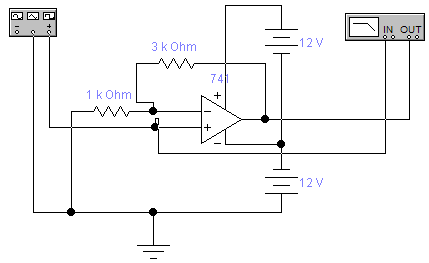 3 k Ohm
12 V
IN OUT
741
1 k Ohm
12 V